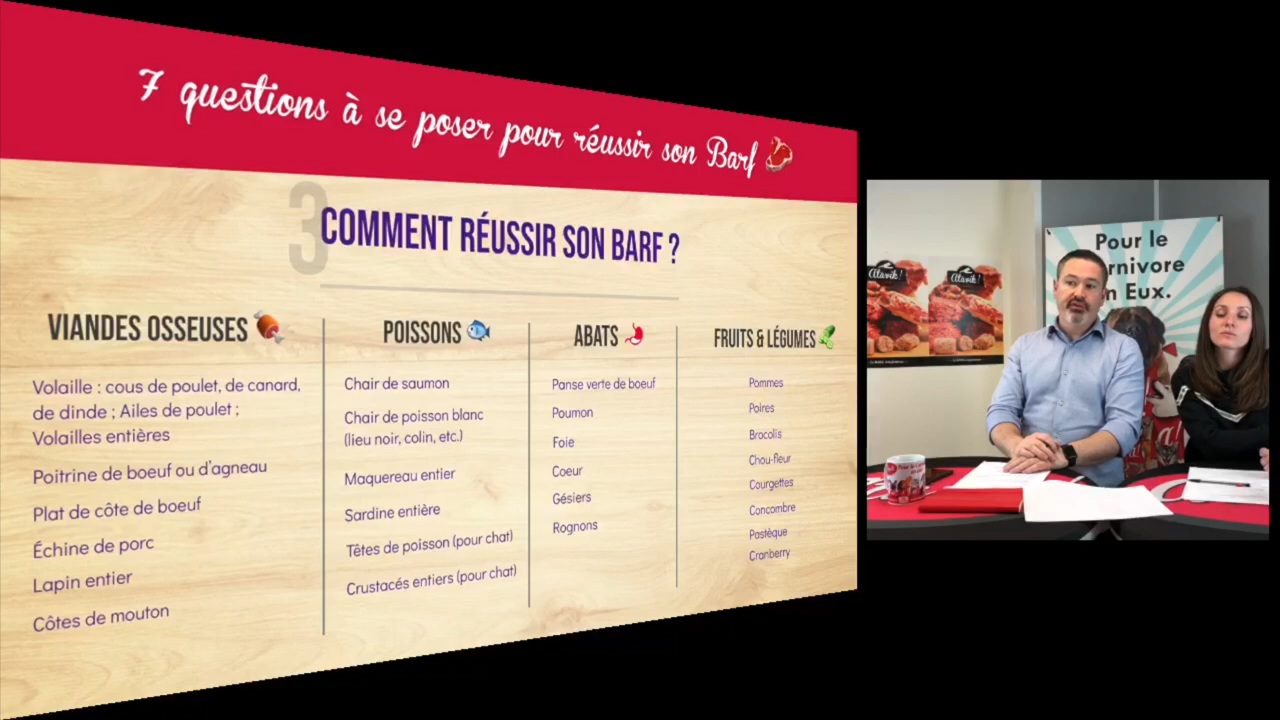 7 questions à se poser pour réussir son Barf
3 COMMENT RÉUSSIR SON BARF ?
VIANDES OSSEUSES
Volaille : cous de poulet, de canard,
de dinde ; Ailes de poulet ;
Volailles entières
Poitrine de boeuf ou d'agneau
Plat de côte de boeuf
Échine de porc
Lapin entier
Côtes de mouton
POISSONS
Chair de saumon
Chair de poisson blanc
(lieu noir, colin, etc.)
Maquereau entier
Sardine entière
Têtes de poisson (pour chat)
Crustacés entiers (pour chat)
ABATS
Panse verte de boeuf
Poumon
Foie
Coeur
Gésiers
Rognons
FRUITS & LÉGUMES
Pommes
Poires
Brocolis
Chou-fleur
Courgettes
Concombre
Pastèque
Cranberry
Atavik!
Atavik!
Pour le
rnivore
n Eux.